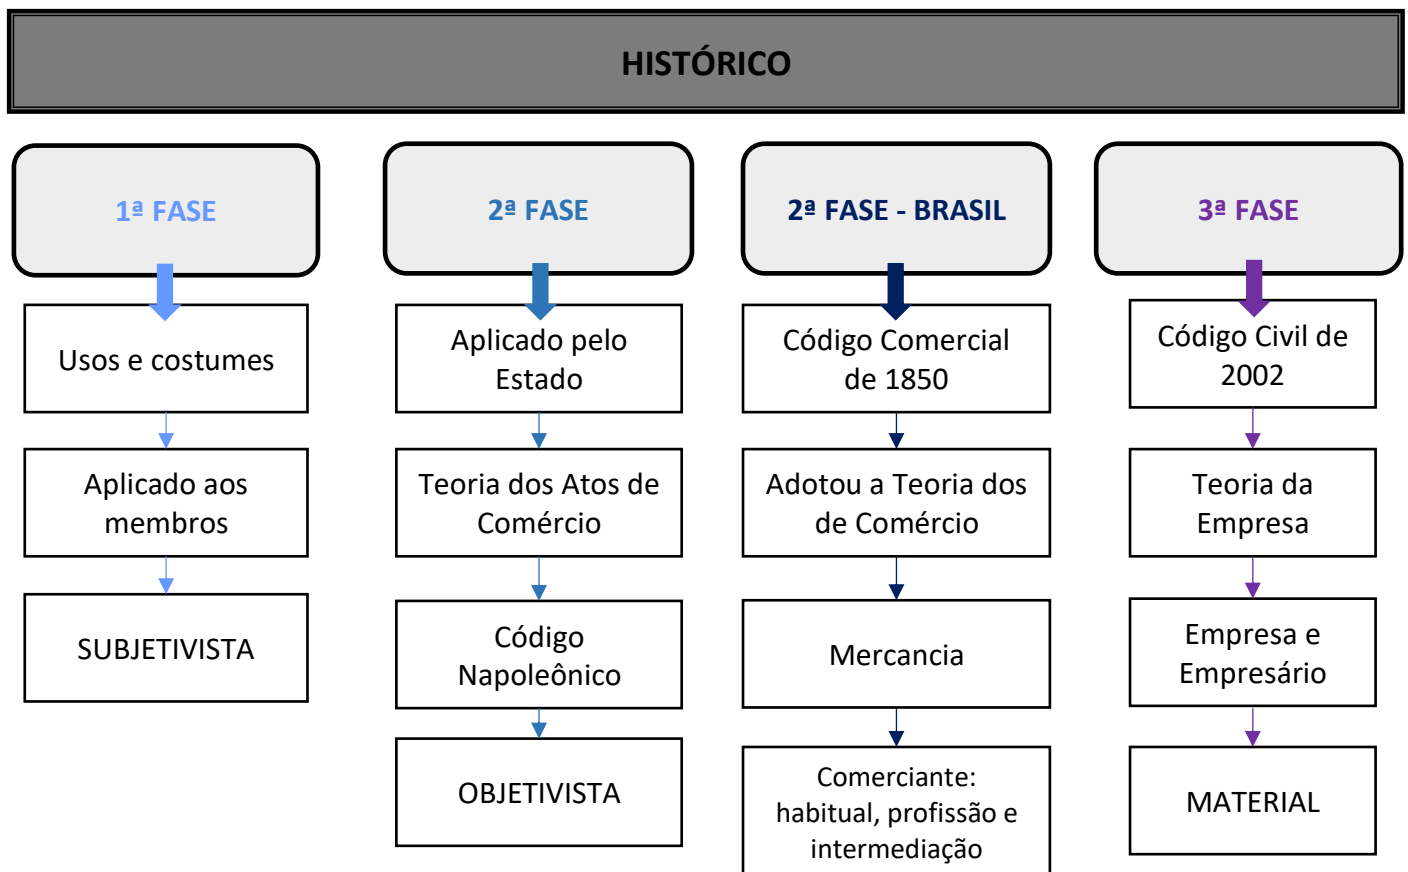 HISTÓRICO
1ª FASE
Usos e costumes
Aplicado aos
membros
SUBJETIVISTA
2ª FASE
Aplicado pelo
Estado
Teoria dos Atos de
Comércio
Código
Napoleônico
OBJETIVISTA
2ª FASE - BRASIL
Código Comercial
de 1850
Adotou a Teoria dos
de Comércio
Mercancia
Comerciante:
habitual, profissão e
intermediação
3ª FASE
Código Civil de
2002
Teoria da
Empresa
Empresa e
Empresário
MATERIAL